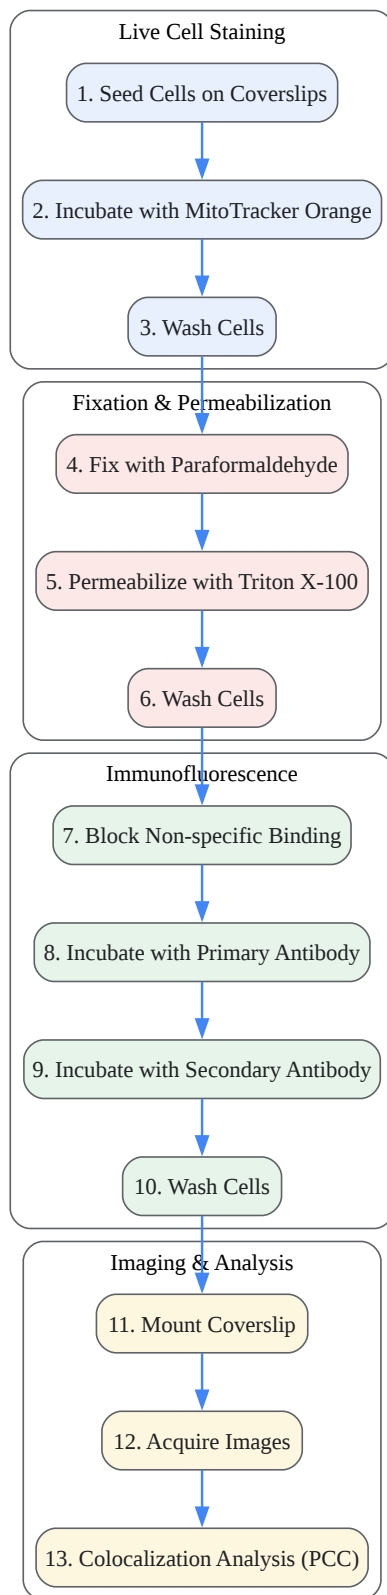 Live Cell Staining
1. Seed Cells on Coverslips
2. Incubate with MitoTracker Orange
3. Wash Cells
Fixation & Permeabilization
4. Fix with Paraformaldehyde
5. Permeabilize with Triton X-100
6. Wash Cells
Immunofluorescence
7. Block Non-specific Binding
8. Incubate with Primary Antibody
9. Incubate with Secondary Antibody
10. Wash Cells
Imaging & Analysis
11. Mount Coverslip
12. Acquire Images
13. Colocalization Analysis (PCC)